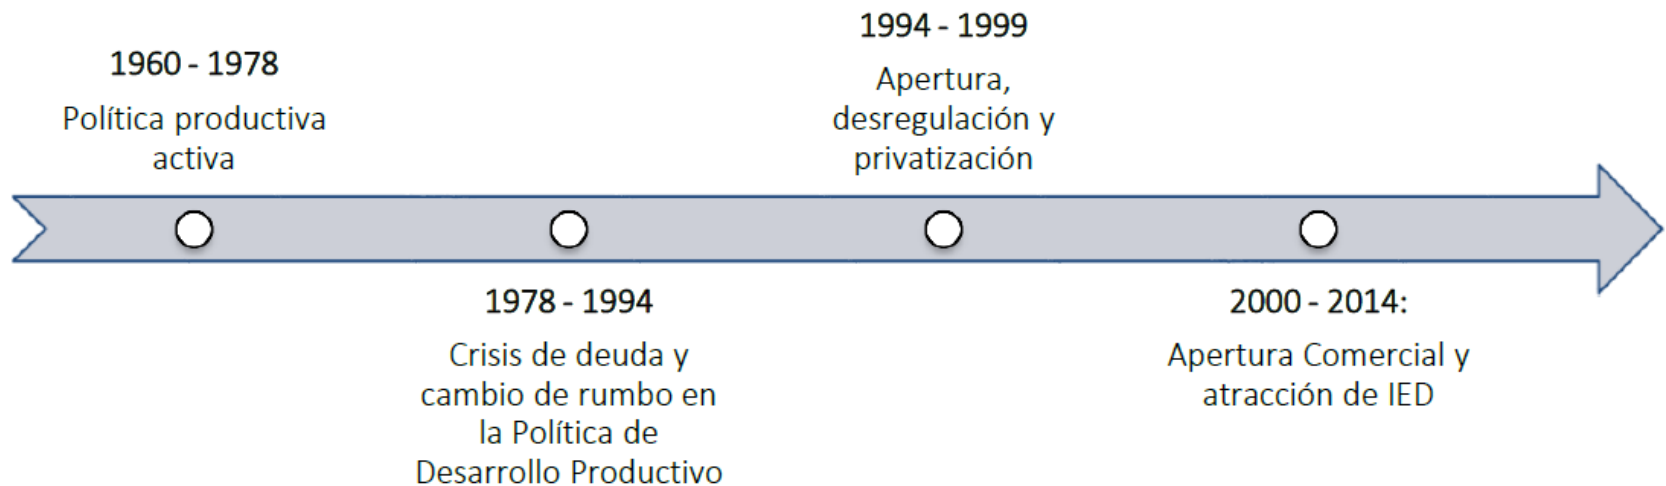 1960 - 1978
Política productiva
activa
1978 - 1994
Crisis de deuda y
cambio de rumbo en
la Política de
Desarrollo Productivo
1994 - 1999
Apertura,
desregulación y
privatización
2000 - 2014:
Apertura Comercial y
atracción de IED